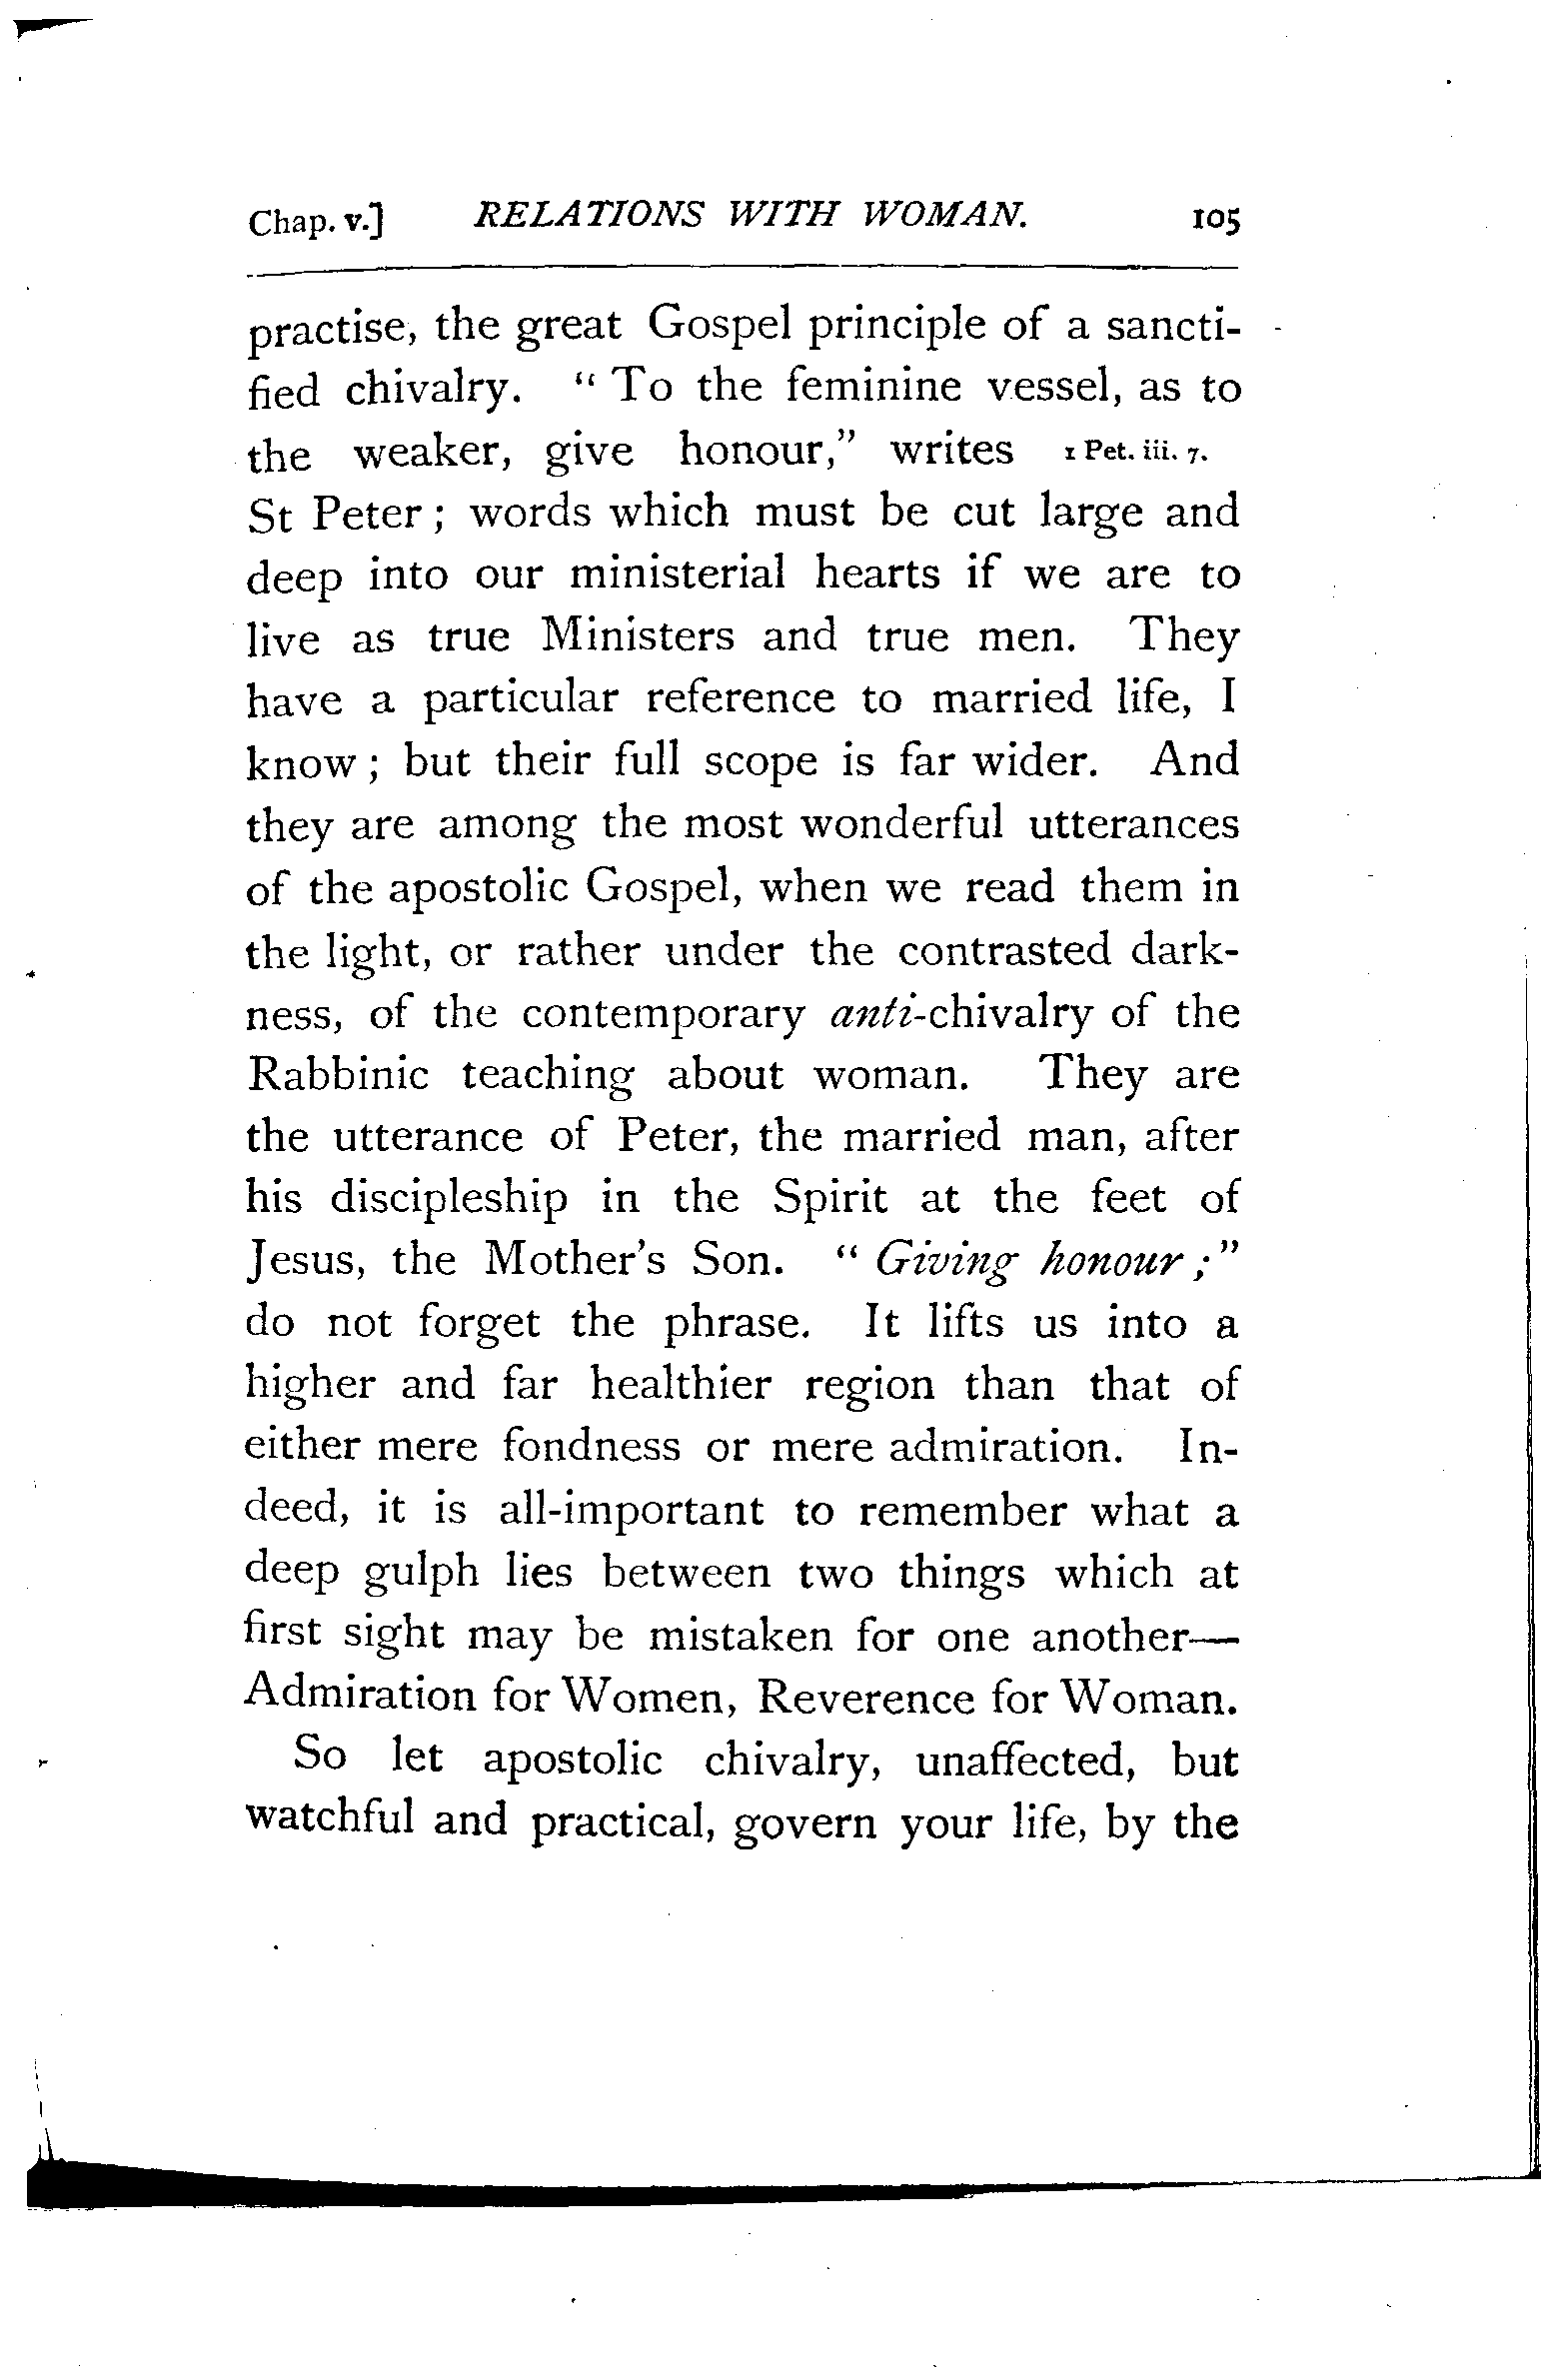 Chap. v.] RELATIONS WITH WOMAN. 105
practise, the great Gospel principle of a sancti-
fied chivalry. “To the feminine vessel, as to
the weaker, give honour,” writes 1 Pet. iii. 7.
St Peter; words which must be cut large and
deep into our ministerial hearts if we are to
live as true Ministers and true men. They
have a particular reference to married life, I
know; but their full scope is far wider. And
they are among the most wonderful utterances
of the apostolic Gospel, when we read them in
the light, or rather under the contrasted dark-
ness, of the contemporary anti-chivalry of the
Rabbinic teaching about woman. They are
the utterance of Peter, the married man, after
his discipleship in the Spirit at the feet of
Jesus, the Mother’s Son. “Giving honour;”
do not forget the phrase. It lifts us into a
higher and far healthier region than that of
either mere fondness or mere admiration. In-
deed, it is all-important to remember what a
deep gulph lies between two things which at
first sight may be mistaken for one another—
Admiration for Women, Reverence for Woman.
So let apostolic chivalry, unaffected, but
watchful and practical, govern your life, by the